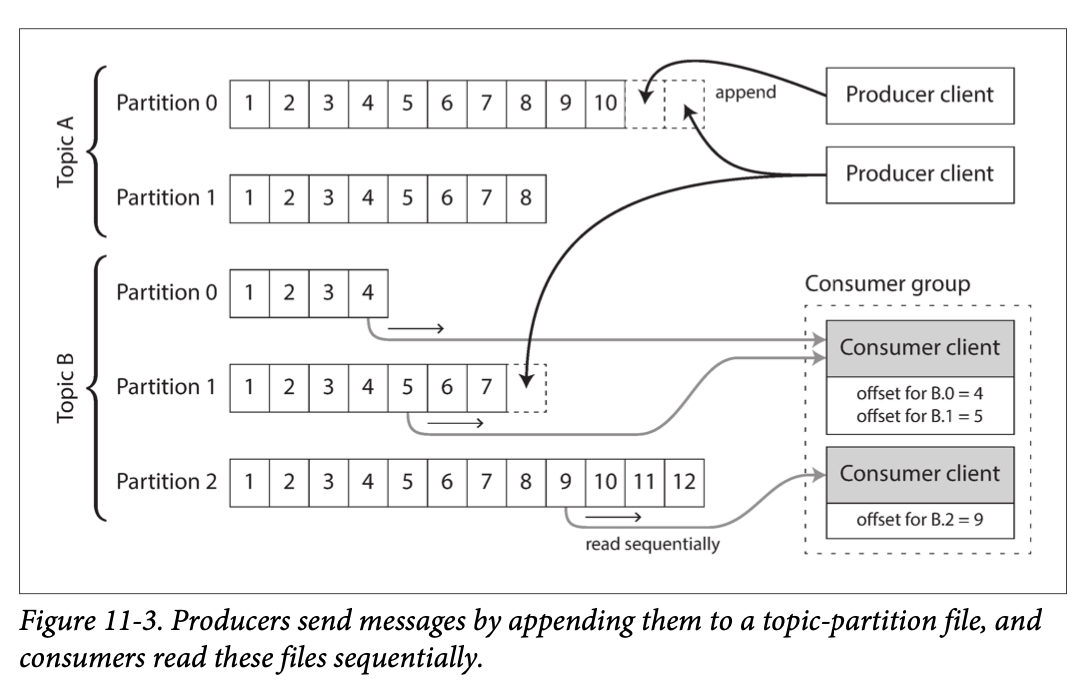 Topic A
Partition 0 1 2 3 4 5 6 7 8 9 10
append
Producer client
Producer client
Partition 1 1 2 3 4 5 6 7 8
Topic B
Partition 0 1 2 3 4
Partition 1 1 2 3 4 5 6 7
Partition 2 1 2 3 4 5 6 7 8 9 10 11 12
read sequentially
Consumer group
Consumer client
offset for B.0 = 4
offset for B.1 = 5
Consumer client
offset for B.2 = 9
Figure 11-3. Producers send messages by appending them to a topic-partition file, and
consumers read these files sequentially.